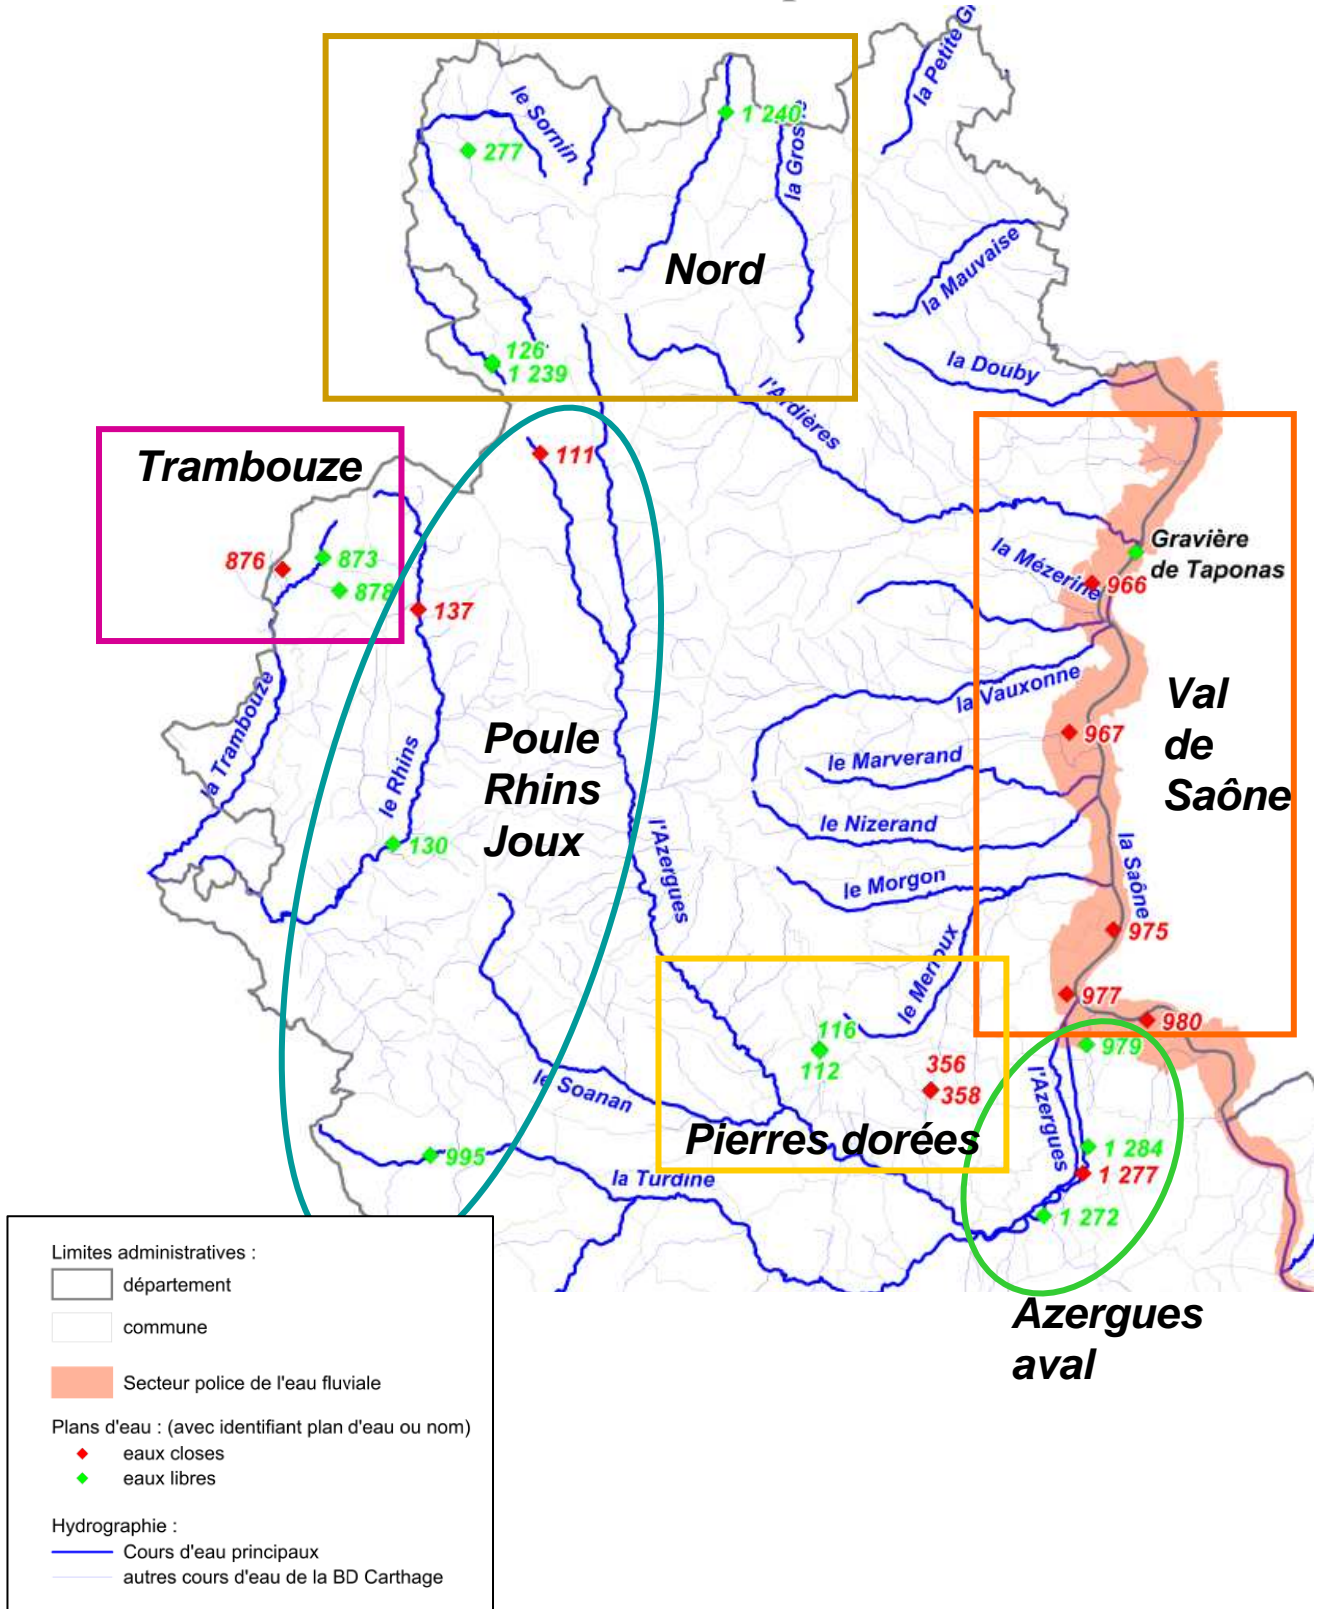 la Petite G
le Sornin
1 240
la Grosne
277
Nord
la Mauvaise
126
1 239
la Douby
l'Ardières
Trambouze
111
Gravière
de Taponas
876
873
la Mézerine
966
878
137
la Vauxonne
Val
de
Saône
la Trambouze
Poule
Rhins
Joux
967
le Rhins
le Marverand
le Nizerand
130
l'Azergues
la Saône
le Morgon
975
le Merloux
977
980
116
112
979
356
358
le Soanan
l'Azergues
Pierres dorées
995
1 284
la Turdine
1 277
1 272
Azergues
aval
Limites administratives :
département
commune
Secteur police de l'eau fluviale
Plans d'eau : (avec identifiant plan d'eau ou nom)
eaux closes
eaux libres
Hydrographie :
Cours d'eau principaux
autres cours d'eau de la BD Carthage